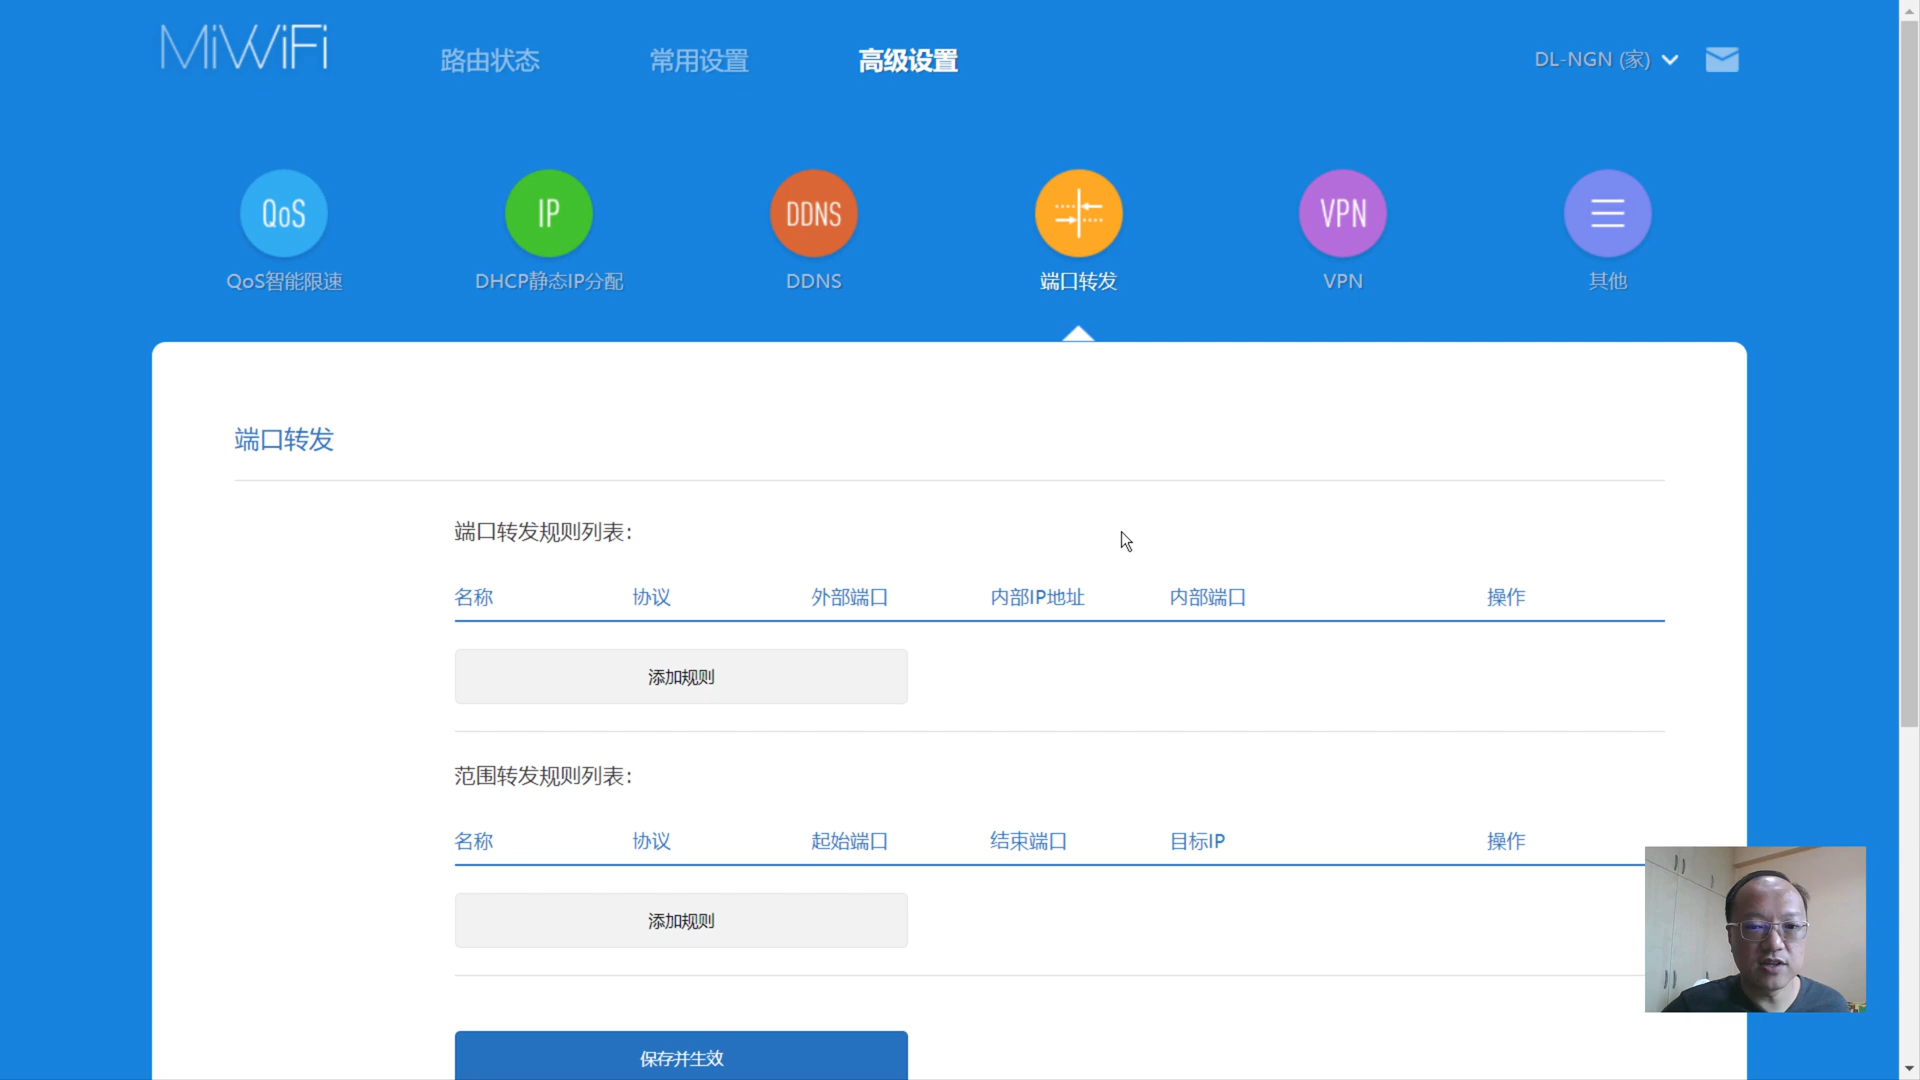 MiWiFi
路由状态
常用设置
高级设置
DL-NGN (家)
QoS
IP
DDNS
VPN
QoS智能限速
DHCP静态IP分配
DDNS
端口转发
VPN
其他
端口转发
端口转发规则列表:
名称 协议 外部端口 内部IP地址 内部端口 操作
添加规则
范围转发规则列表:
名称 协议 起始端口 结束端口 目标IP 操作
添加规则
保存并生效